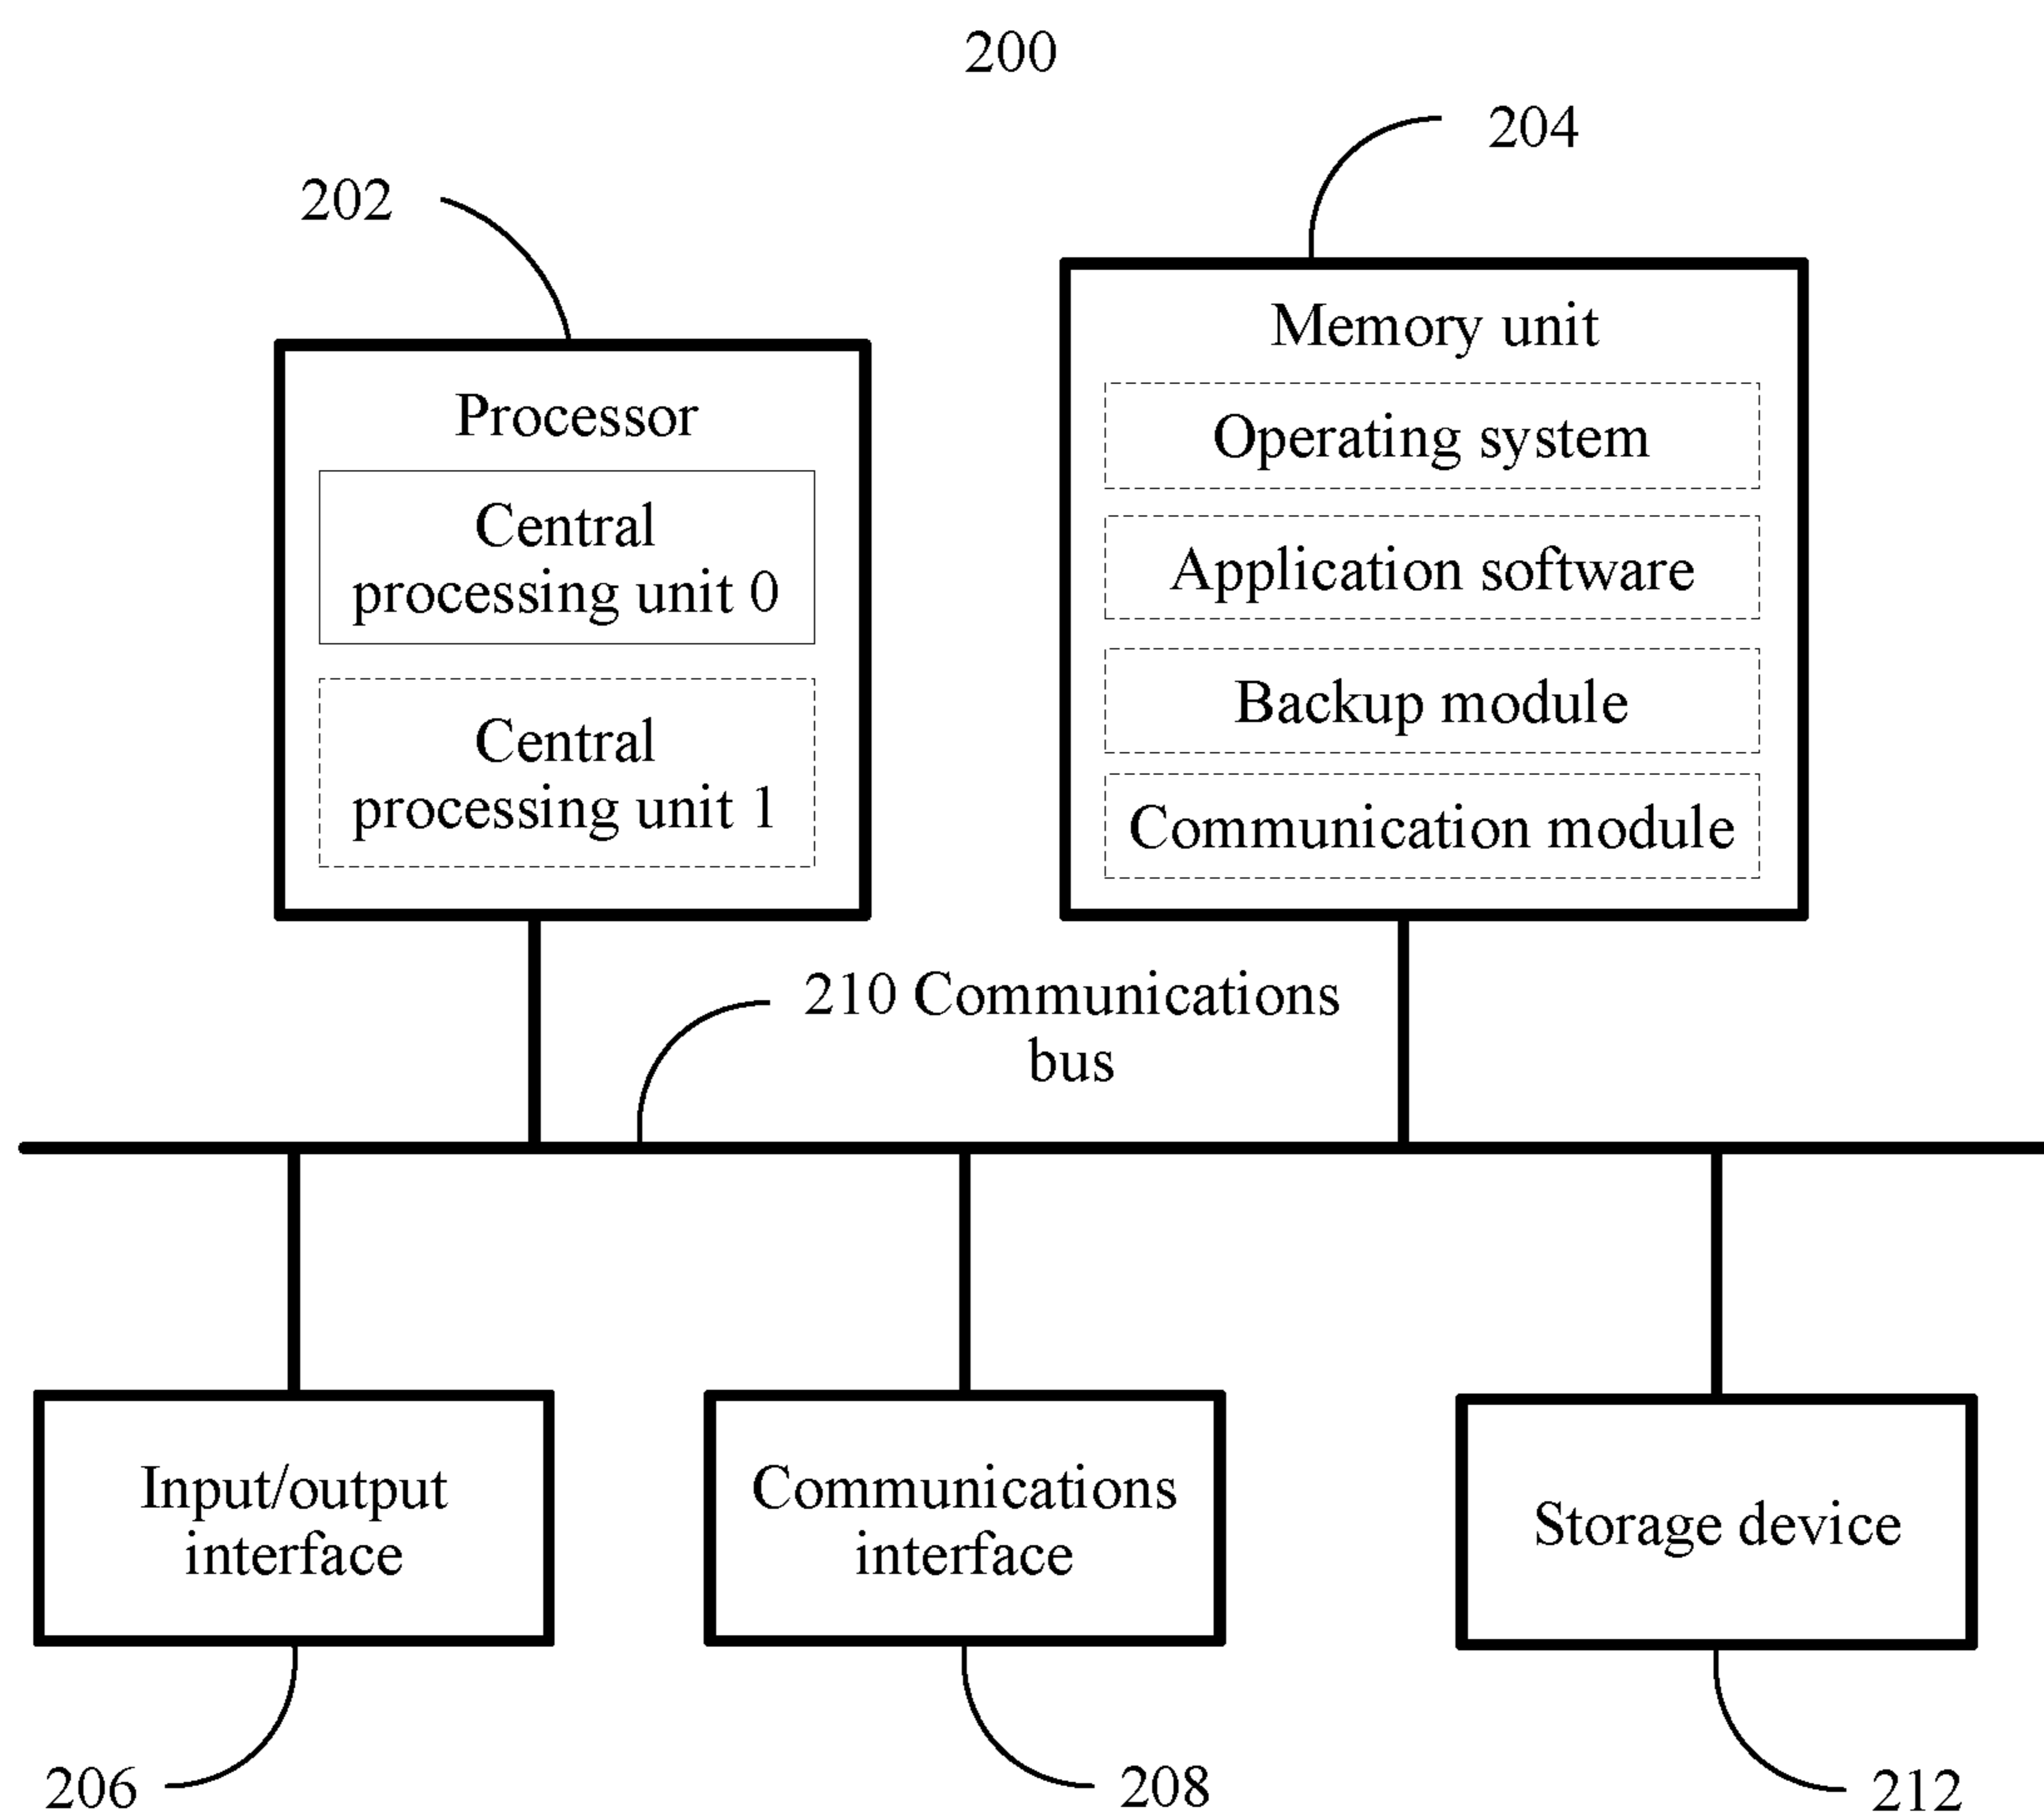 200
204
202
Memory unit
Operating system
Application software
Backup module
Communication module
Processor
Central
processing unit 0
Central
processing unit 1
210 Communications
bus
Input/output
interface
Communications
interface
Storage device
206
208
212